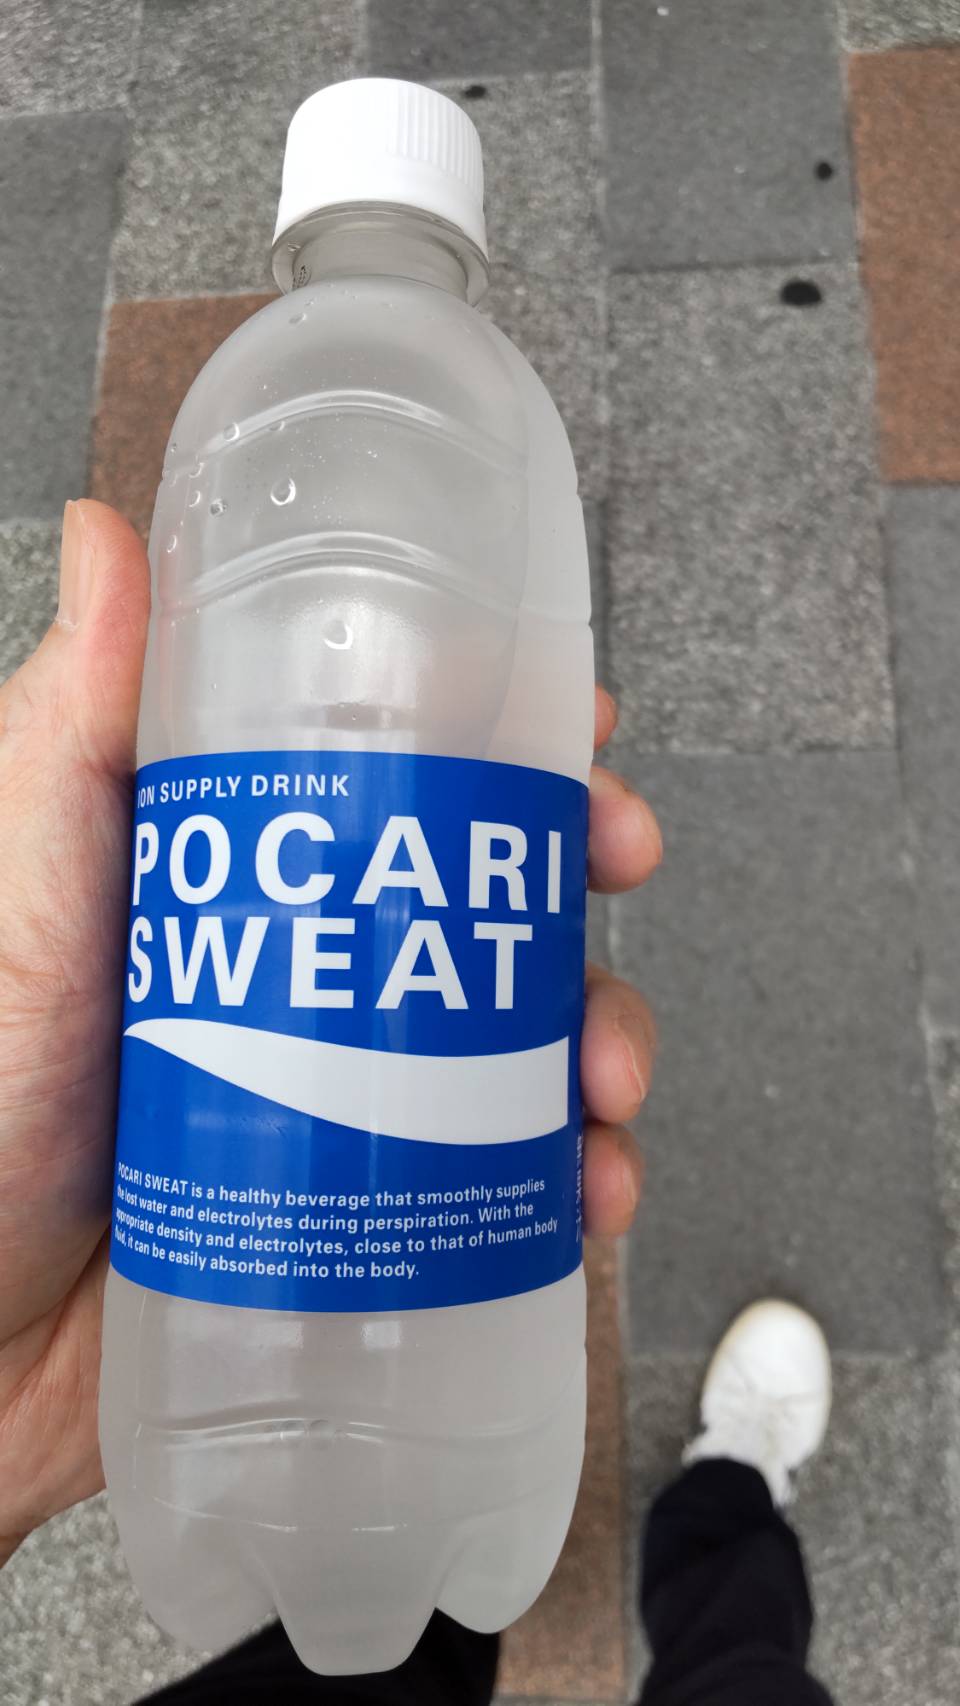 ION SUPPLY DRINK
POCARI
SWEAT
POCARI SWEAT is a healthy beverage that smoothly supplies
the lost water and electrolytes during perspiration. With the
appropriate density and electrolytes, close to that of human body
fluid, it can be easily absorbed into the body.